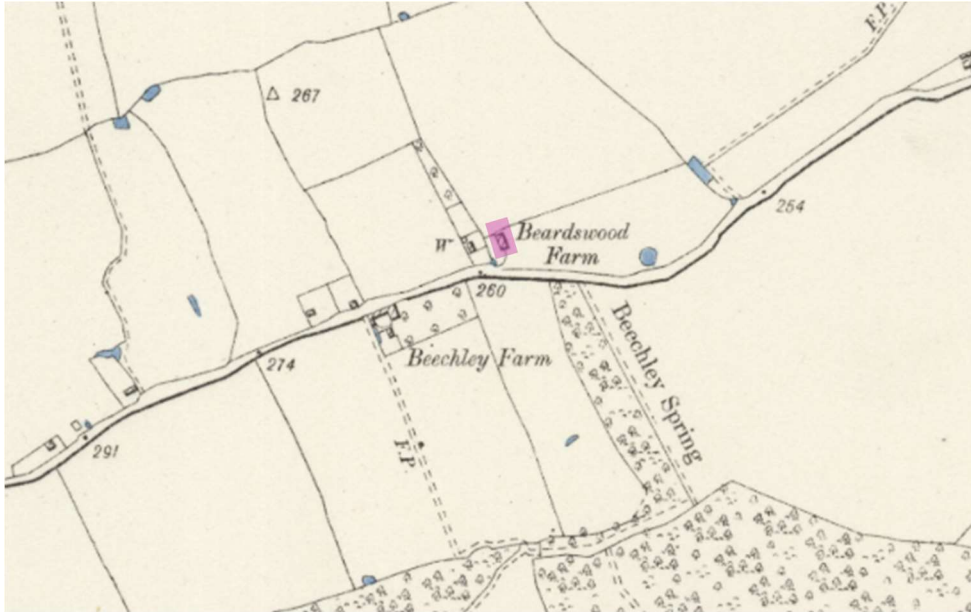 F.P.
267
254
W
Beardswood
Farm
260
Beechley Farm
274
Beechley Spring
F.P.
291